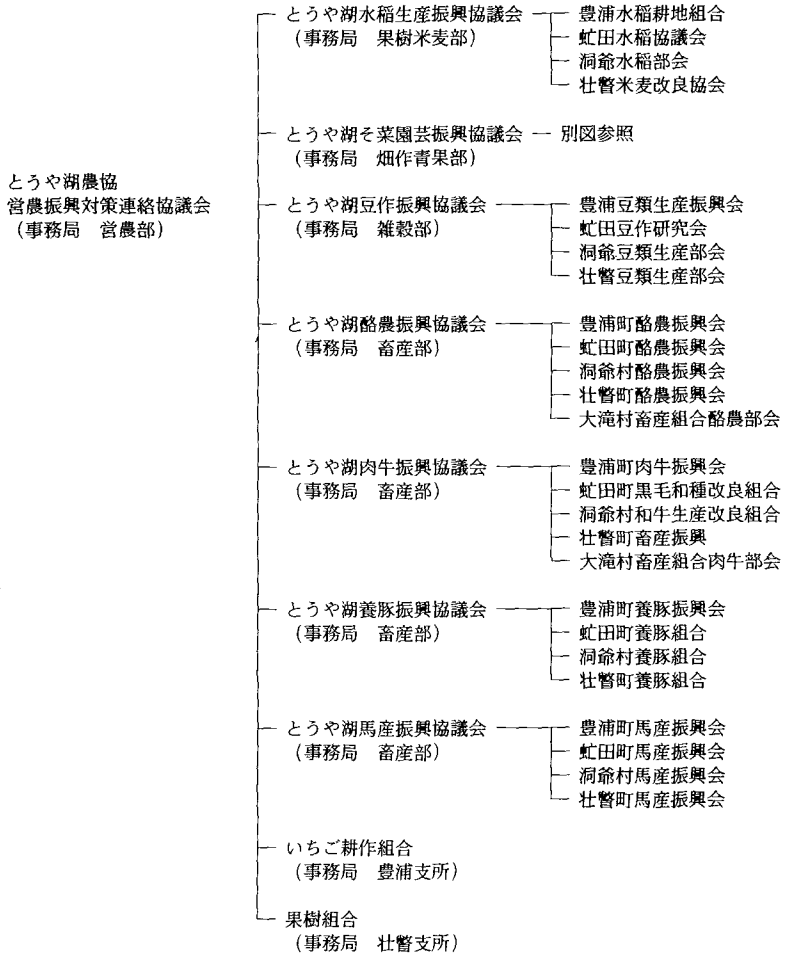 とうや湖農協
営農振興対策連絡協議会
（事務局　営農部）
とうや湖水稲生産振興協議会
（事務局　果樹米麦部）
豊浦水稲耕地組合
虻田水稲協議会
洞爺水稲部会
壮瞥米麦改良協会
とうや湖そ菜園芸振興協議会
（事務局　畑作青果部）
別図参照
とうや湖豆作振興協議会
（事務局　雑穀部）
豊浦豆類生産振興会
虻田豆作研究会
洞爺豆類生産部会
壮瞥豆類生産部会
とうや湖酪農振興協議会
（事務局　畜産部）
豊浦町酪農振興会
虻田町酪農振興会
洞爺村酪農振興会
壮瞥町酪農振興会
大滝村畜産組合酪農部会
とうや湖肉牛振興協議会
（事務局　畜産部）
豊浦町肉牛振興会
虻田町黒毛和種改良組合
洞爺村和牛生産改良組合
壮瞥町畜産振興
大滝村畜産組合肉牛部会
とうや湖養豚振興協議会
（事務局　畜産部）
豊浦町養豚振興会
虻田町養豚組合
洞爺村養豚組合
壮瞥町養豚組合
とうや湖馬産振興協議会
（事務局　畜産部）
豊浦町馬産振興会
虻田町馬産振興会
洞爺村馬産振興会
壮瞥町馬産振興会
いちご耕作組合
（事務局　豊浦支所）
果樹組合
（事務局　壮瞥支所）